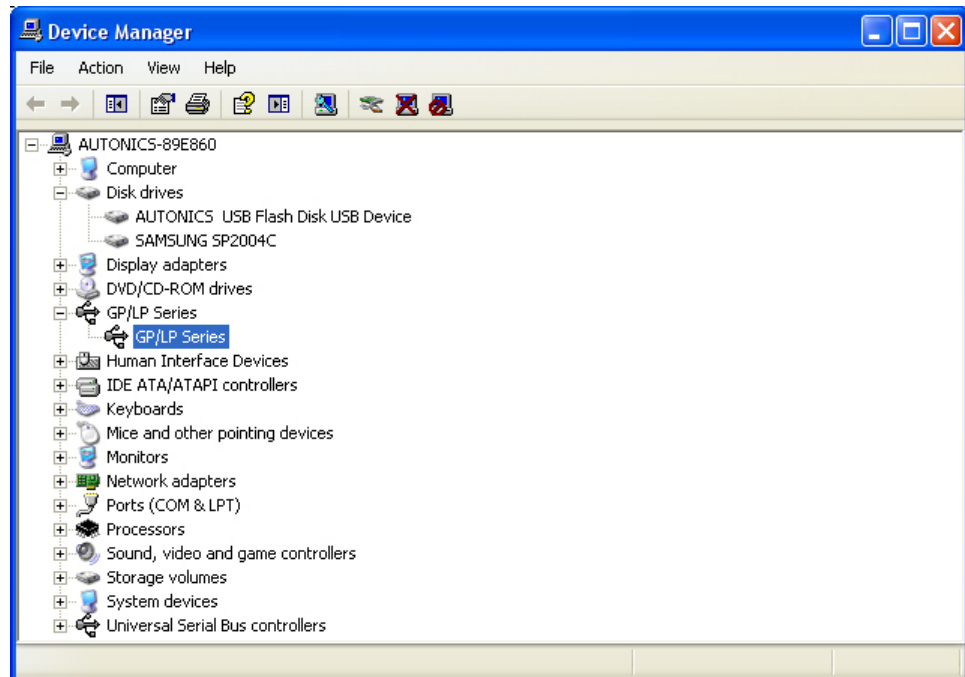 Device Manager
File Action View Help
AUTONICS-89E860
Computer
Disk drives
AUTONICS  USB Flash Disk USB Device
SAMSUNG SP2004C
Display adapters
DVD/CD-ROM drives
GP/LP Series
GP/LP Series
Human Interface Devices
IDE ATA/ATAPI controllers
Keyboards
Mice and other pointing devices
Monitors
Network adapters
Ports (COM & LPT)
Processors
Sound, video and game controllers
Storage volumes
System devices
Universal Serial Bus controllers